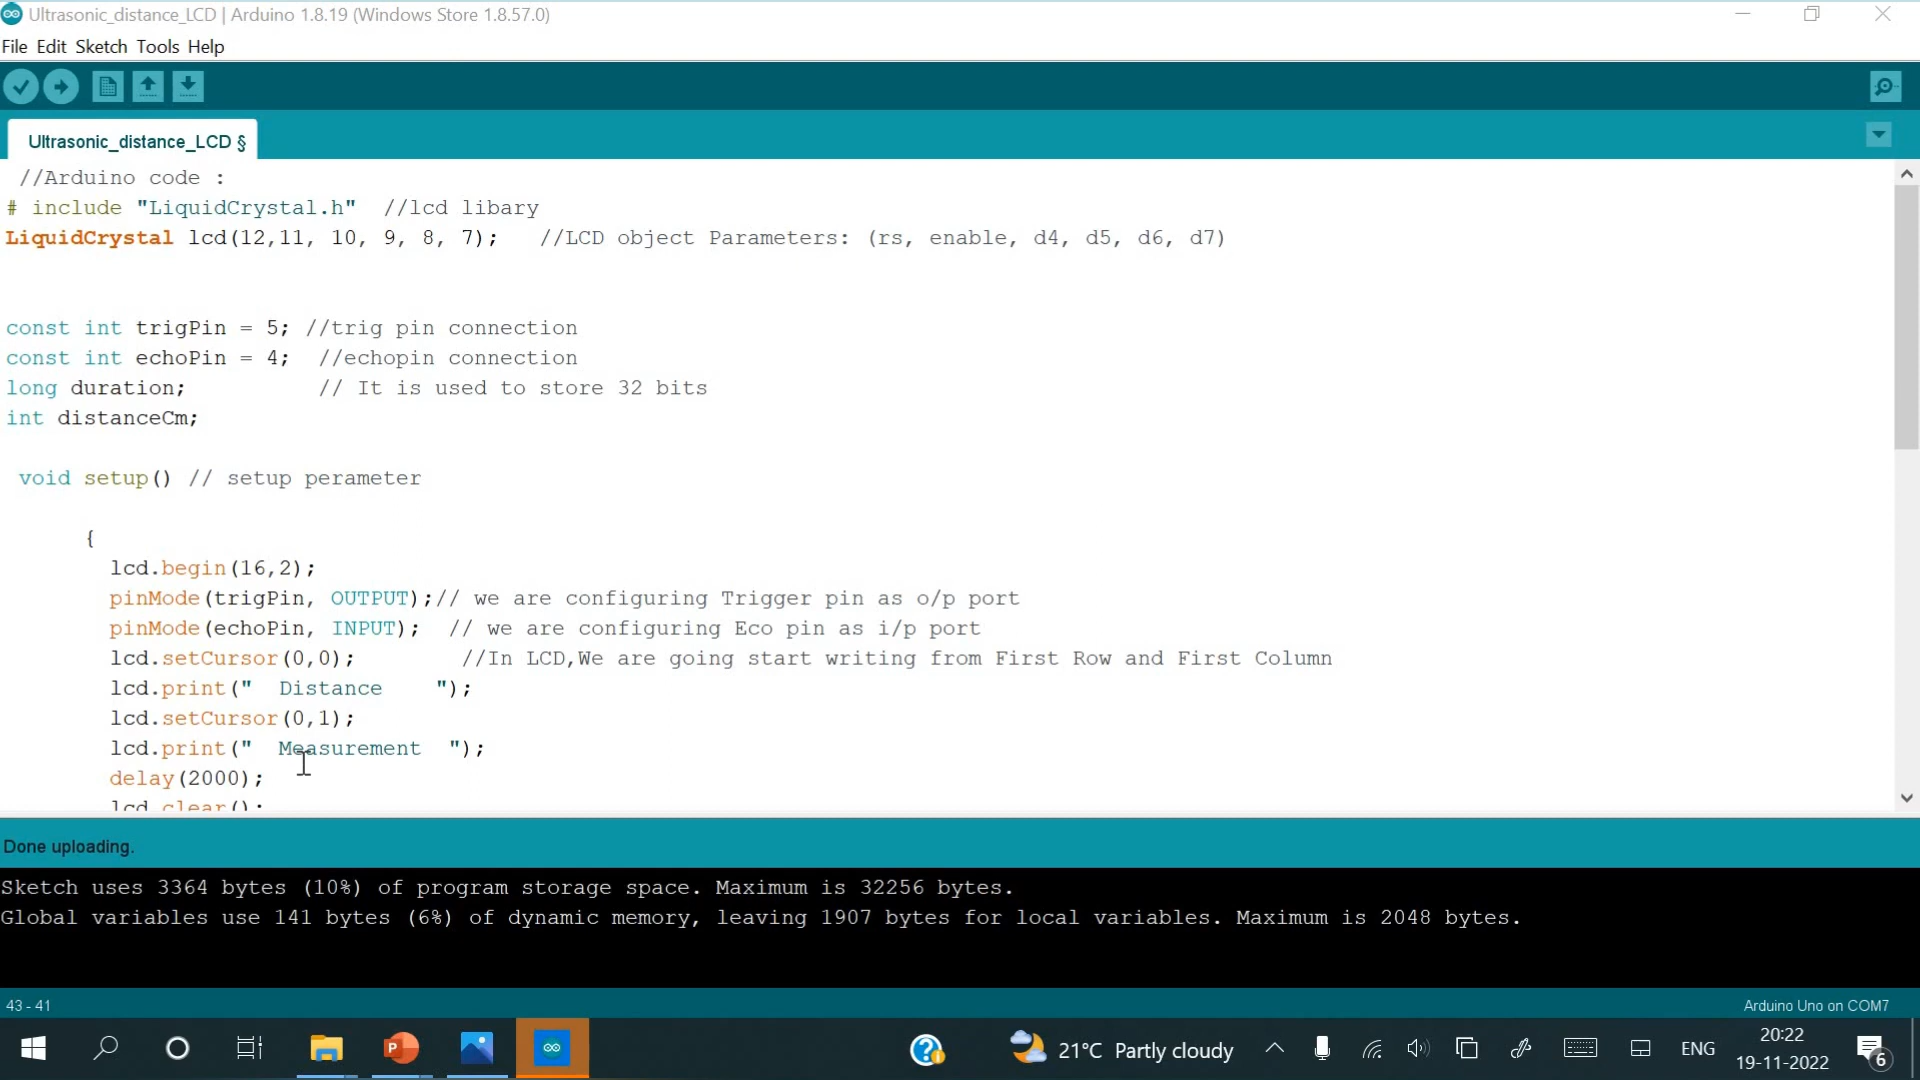 Ultrasonic_distance_LCD | Arduino 1.8.19 (Windows Store 1.8.57.0)
File Edit Sketch Tools Help
Ultrasonic_distance_LCD §
//Arduino code :
# include "LiquidCrystal.h"  //lcd libary
LiquidCrystal lcd(12,11, 10, 9, 8, 7);   //LCD object Parameters: (rs, enable, d4, d5, d6, d7)
const int trigPin = 5; //trig pin connection
const int echoPin = 4;  //echopin connection
long duration;          // It is used to store 32 bits
int distanceCm;
void setup() // setup perameter
{
lcd.begin(16,2);
pinMode(trigPin, OUTPUT);// we are configuring Trigger pin as o/p port
pinMode(echoPin, INPUT);  // we are configuring Eco pin as i/p port
lcd.setCursor(0,0);        //In LCD,We are going start writing from First Row and First Column
lcd.print("  Distance    ");
lcd.setCursor(0,1);
lcd.print("  Measurement  ");
delay(2000);
lcd.clear();
Done uploading.
Sketch uses 3364 bytes (10%) of program storage space. Maximum is 32256 bytes.
Global variables use 141 bytes (6%) of dynamic memory, leaving 1907 bytes for local variables. Maximum is 2048 bytes.
43 - 41
Arduino Uno on COM7
P
21°C Partly cloudy
ENG
20:22
19-11-2022
6